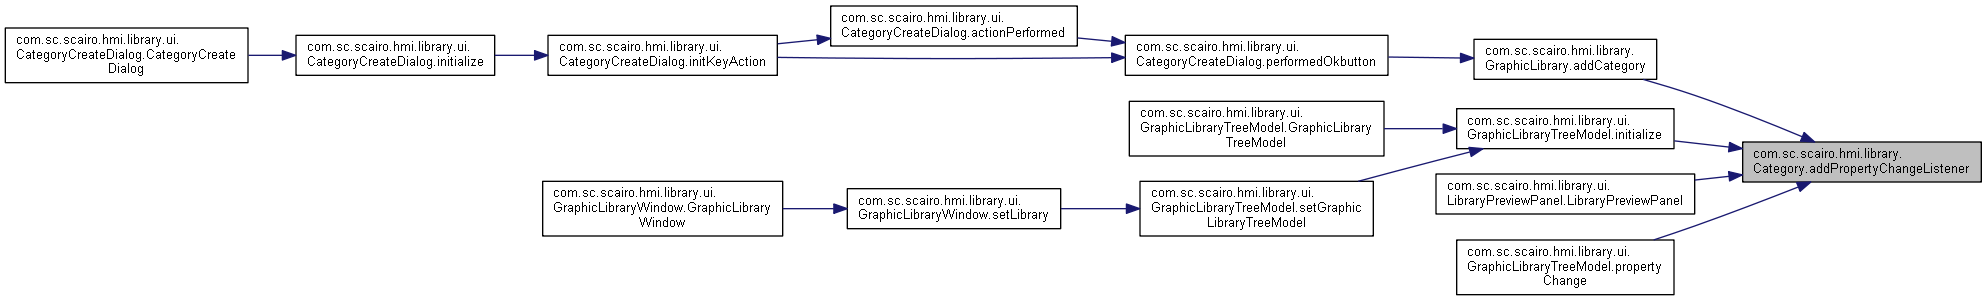 com.sc.scairo.hmi.library.ui.
CategoryCreateDialog.CategoryCreate
Dialog
com.sc.scairo.hmi.library.ui.
CategoryCreateDialog.initialize
com.sc.scairo.hmi.library.ui.
CategoryCreateDialog.initKeyAction
com.sc.scairo.hmi.library.ui.
CategoryCreateDialog.actionPerformed
com.sc.scairo.hmi.library.ui.
CategoryCreateDialog.performedOkbutton
com.sc.scairo.hmi.library.
GraphicLibrary.addCategory
com.sc.scairo.hmi.library.ui.
GraphicLibraryTreeModel.GraphicLibrary
TreeModel
com.sc.scairo.hmi.library.ui.
GraphicLibraryTreeModel.initialize
com.sc.scairo.hmi.library.
Category.addPropertyChangeListener
com.sc.scairo.hmi.library.ui.
GraphicLibraryWindow.GraphicLibrary
Window
com.sc.scairo.hmi.library.ui.
GraphicLibraryWindow.setLibrary
com.sc.scairo.hmi.library.ui.
GraphicLibraryTreeModel.setGraphic
LibraryTreeModel
com.sc.scairo.hmi.library.ui.
LibraryPreviewPanel.LibraryPreviewPanel
com.sc.scairo.hmi.library.ui.
GraphicLibraryTreeModel.property
Change